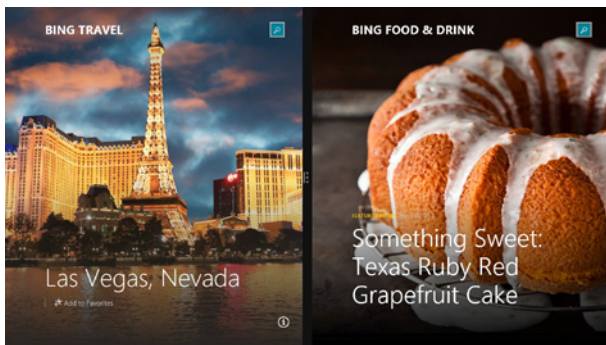 BING TRAVEL
Las Vegas, Nevada
Add to Favorites
BING FOOD & DRINK
Something Sweet:
Texas Ruby Red
Grapefruit Cake